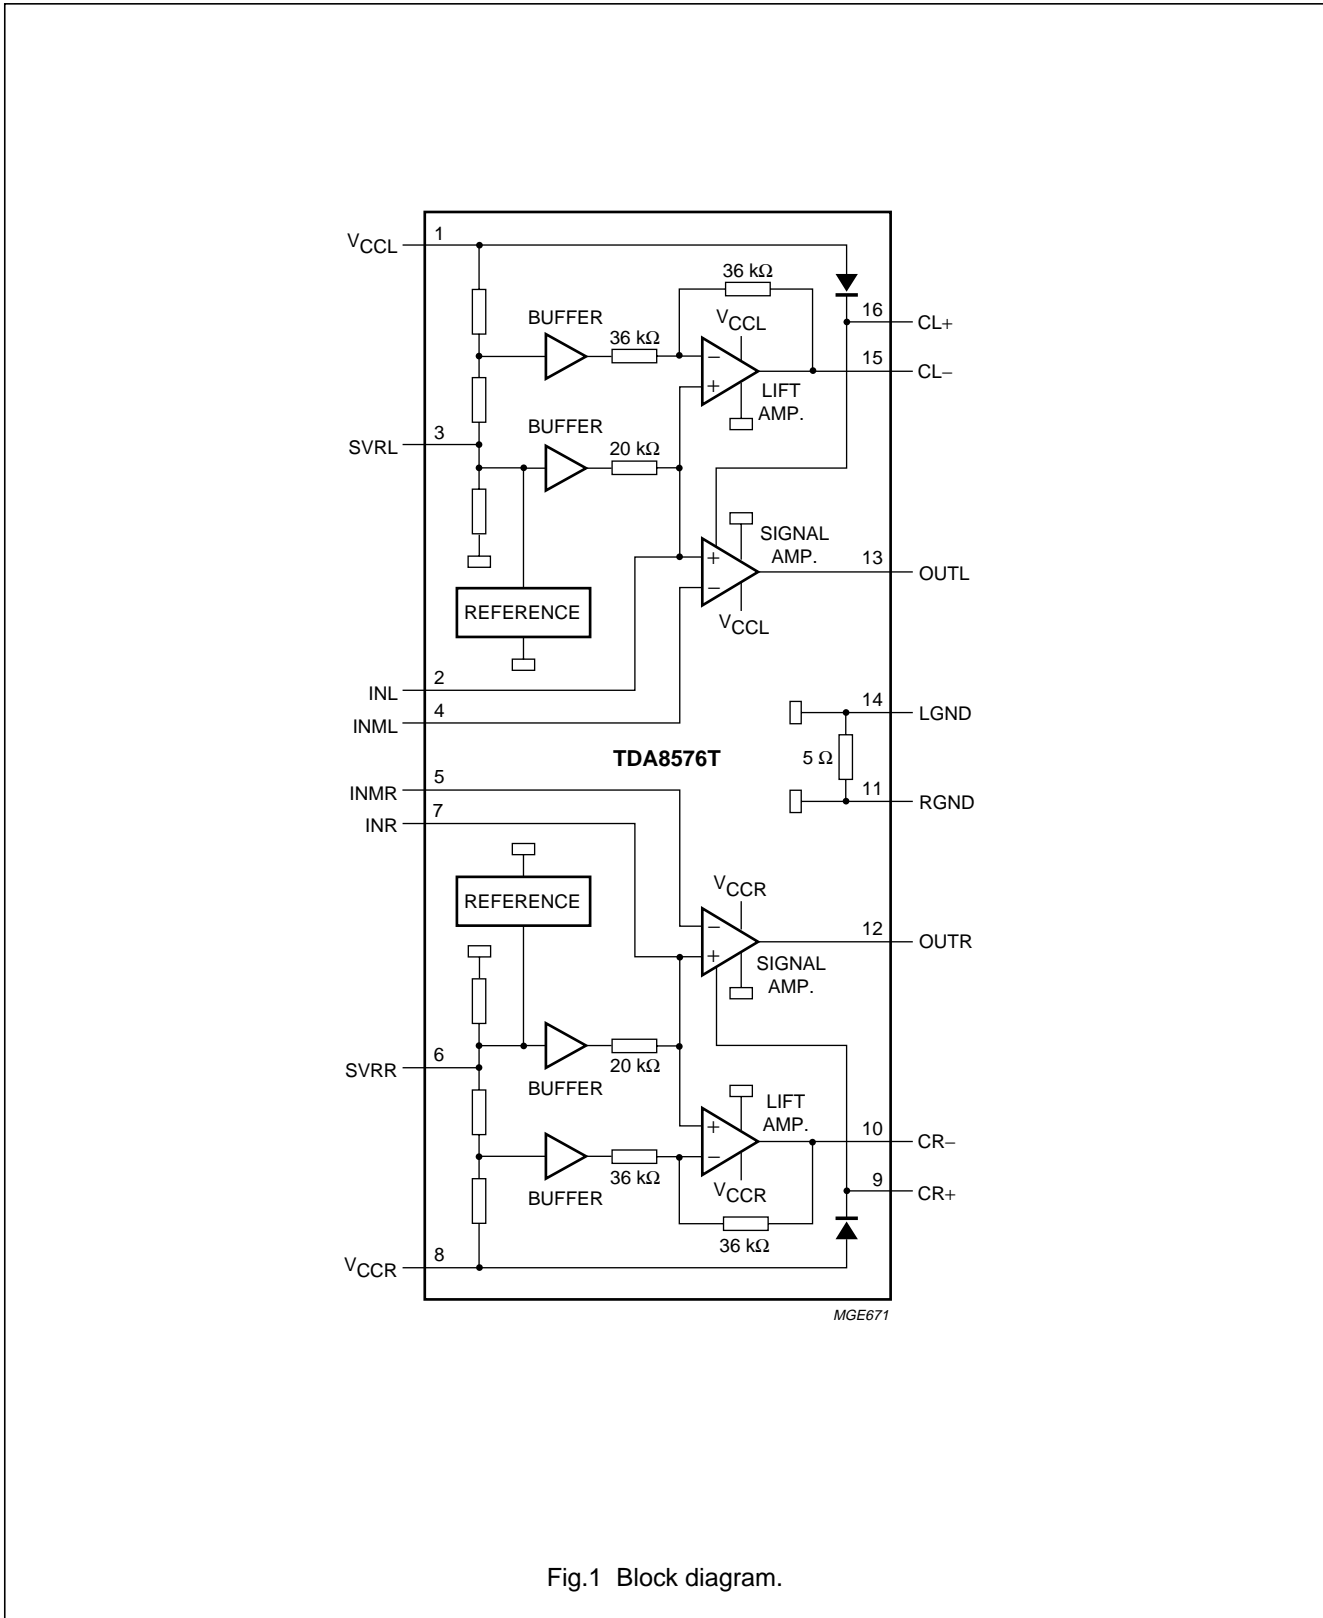 VCCL 1
36 kΩ
16 CL+
BUFFER
36 kΩ
VCCL
15 CL−
LIFT
AMP.
−
+
3
SVRL
BUFFER
20 kΩ
SIGNAL
AMP.
13 OUTL
+
−
REFERENCE
VCCL
2
INL
4
INML
14 LGND
TDA8576T
5 Ω
5
INMR
11 RGND
7
INR
REFERENCE
VCCR
−
+
12 OUTR
SIGNAL
AMP.
6
SVRR
20 kΩ
BUFFER
LIFT
AMP.
+
−
10 CR−
36 kΩ
BUFFER
VCCR
9 CR+
36 kΩ
8
VCCR
MGE671
Fig.1 Block diagram.